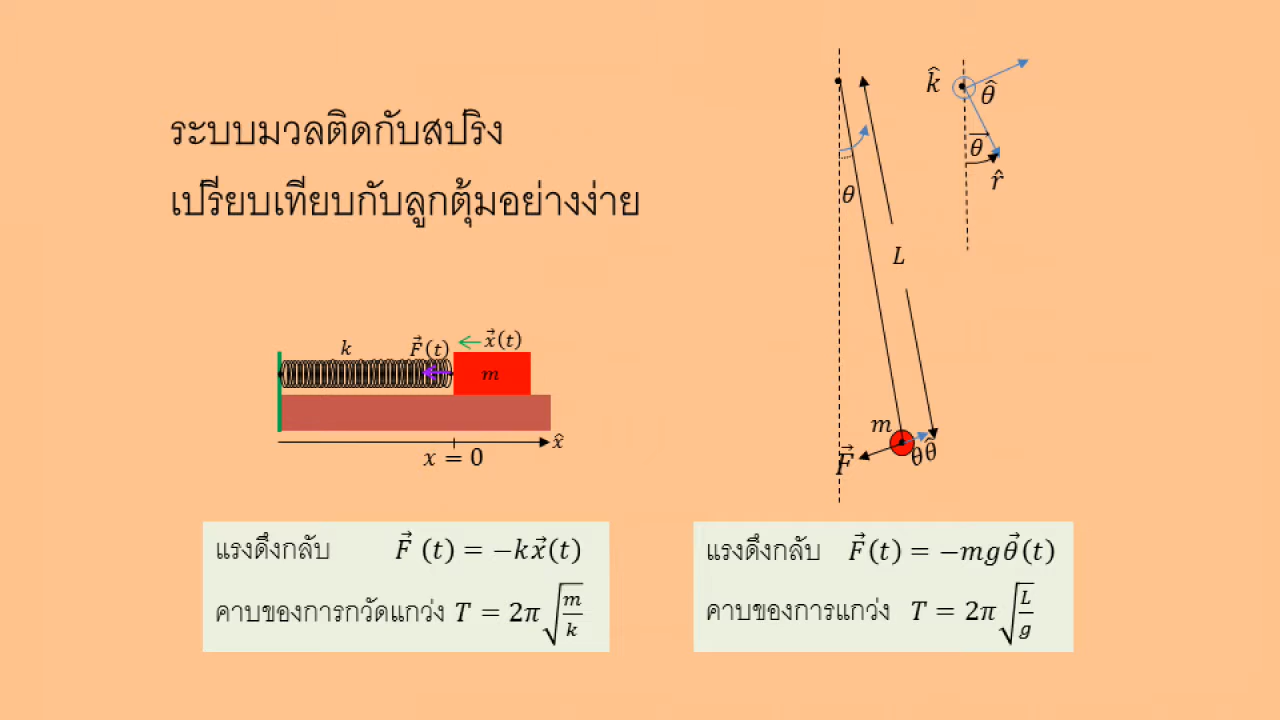 ระบบมวลติดกับสปริง
เปรียบเทียบกับลูกตุ้มอย่างง่าย
k̂
θ̂
θ⃗
r̂
θ
L
k
F⃗(t)
x⃗(t)
m
x̂
x = 0
m
F⃗
θθ̂
แรงดึงกลับ F⃗ (t) = −kx⃗(t)
คาบของการกวัดแกว่ง T = 2π√(m/k)
แรงดึงกลับ F⃗(t) = −mgθ⃗(t)
คาบของการแกว่ง T = 2π√(L/g)